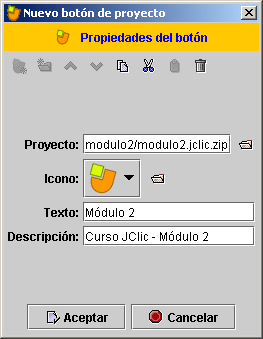 Nuevo botón de proyecto
Propiedades del botón
Proyecto: modulo2/modulo2.jclic.zip
Icono:
Texto: Módulo 2
Descripción: Curso JClic - Módulo 2
Aceptar Cancelar